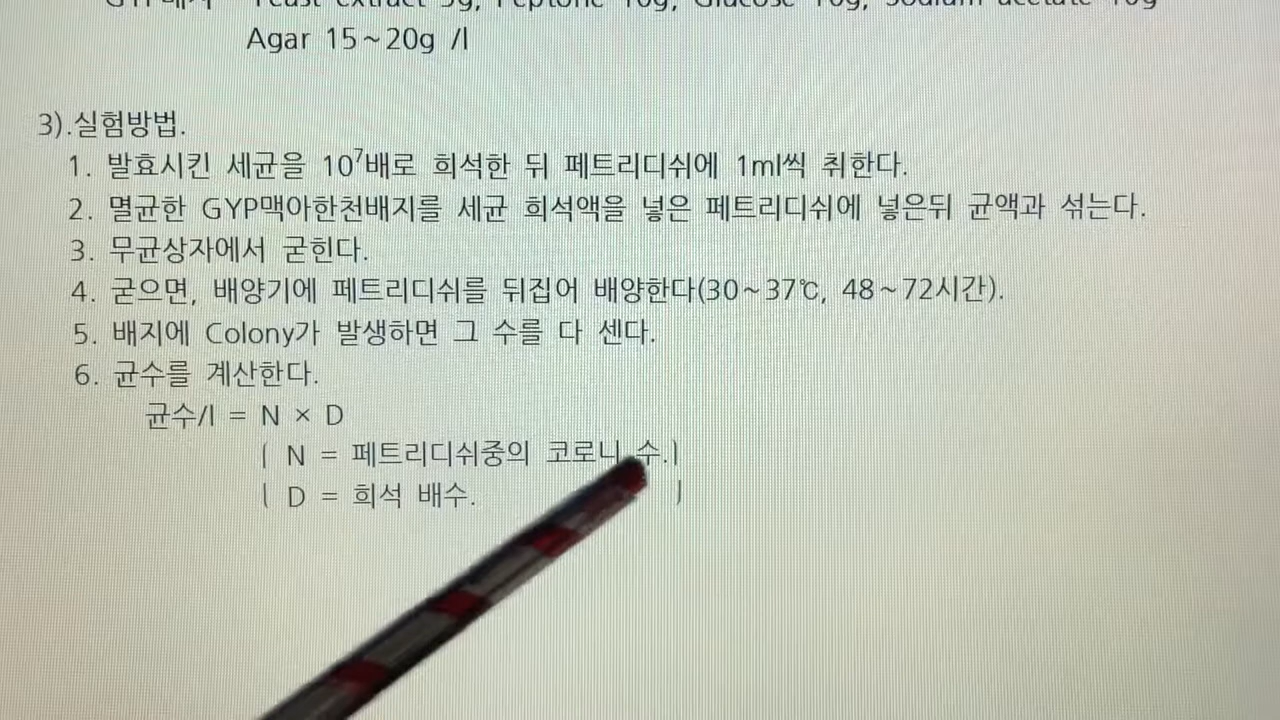 Agar 15~20g /l
3).실험방법.
1. 발효시킨 세균을 10⁷배로 희석한 뒤 페트리디쉬에 1ml씩 취한다.
2. 멸균한 GYP맥아한천배지를 세균 희석액을 넣은 페트리디쉬에 넣은뒤 균액과 섞는다.
3. 무균상자에서 굳힌다.
4. 굳으면, 배양기에 페트리디쉬를 뒤집어 배양한다(30~37℃, 48~72시간).
5. 배지에 Colony가 발생하면 그 수를 다 센다.
6. 균수를 계산한다.
균수/l = N × D
( N = 페트리디쉬중의 코로니 수.)
( D = 희석 배수. )